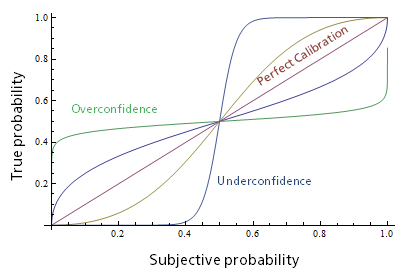 1.0
0.8
0.6
0.4
0.2
0.2
0.4
0.6
0.8
1.0
True probability
Subjective probability
Overconfidence
Perfect Calibration
Underconfidence